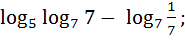 log₅ log₇ 7 − log₇ 1/7 ;